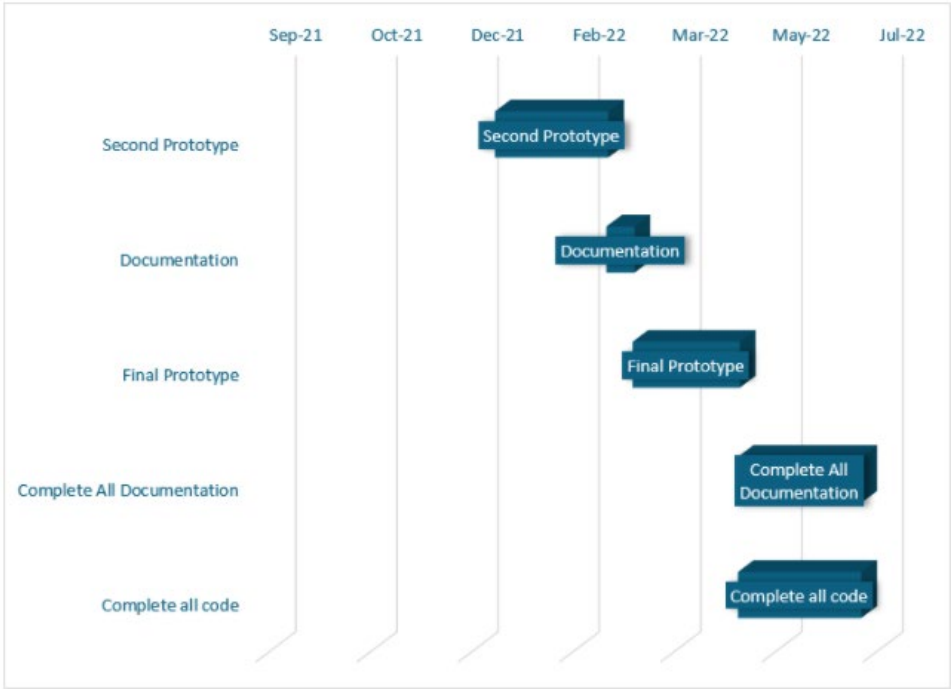 Sep-21 Oct-21 Dec-21 Feb-22 Mar-22 May-22 Jul-22
Second Prototype Second Prototype
Documentation Documentation
Final Prototype Final Prototype
Complete All Documentation Complete All
Documentation
Complete all code Complete all code